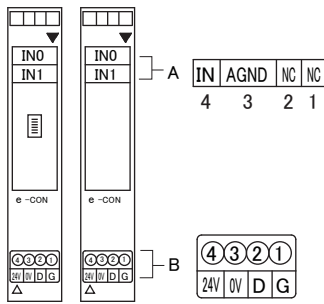 IN0
IN1
e-CON
④③②①
24V 0V D G
IN0
IN1
e-CON
④③②①
24V 0V D G
A
B
IN AGND NC NC
4 3 2 1
④③②①
24V 0V D G